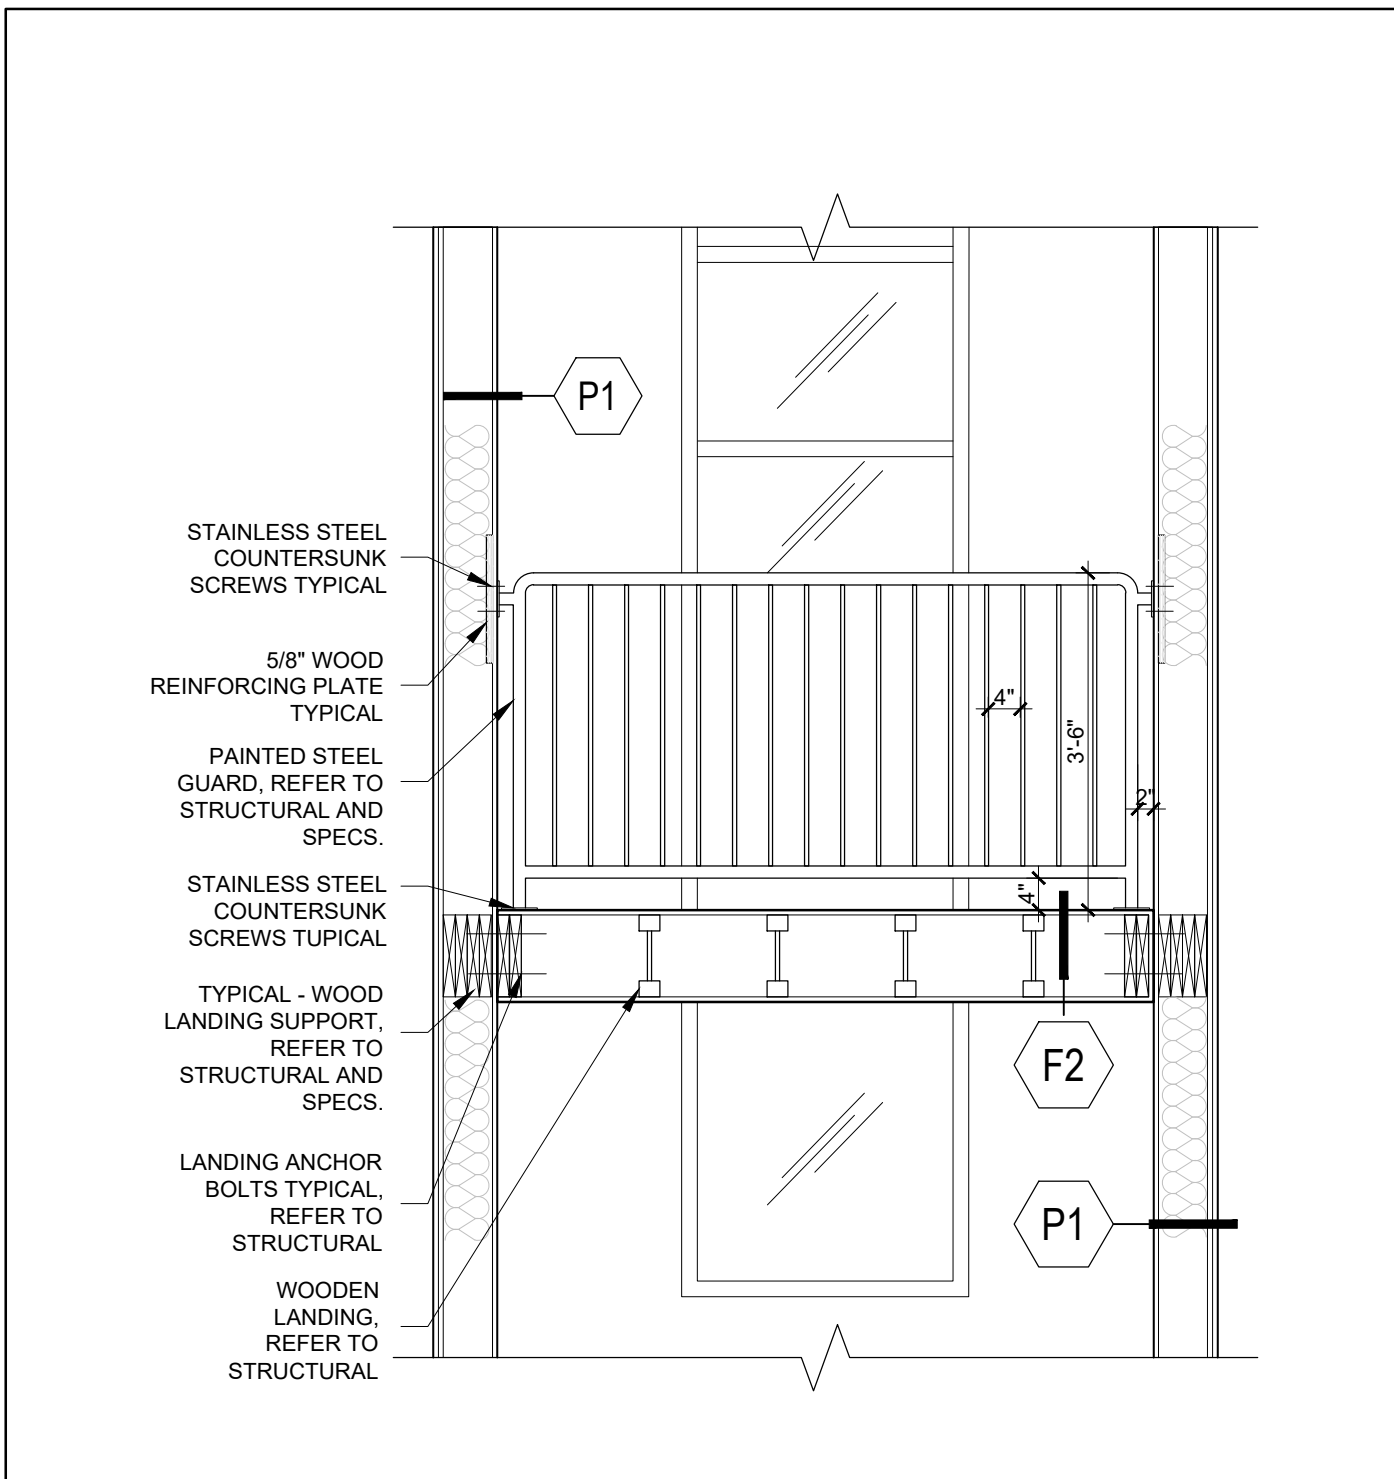 P1
STAINLESS STEEL
COUNTERSUNK
SCREWS TYPICAL
5/8" WOOD
REINFORCING PLATE
TYPICAL
4"
3'-6"
PAINTED STEEL
GUARD, REFER TO
STRUCTURAL AND
SPECS.
2"
STAINLESS STEEL
COUNTERSUNK
SCREWS TUPICAL
4"
TYPICAL - WOOD
LANDING SUPPORT,
REFER TO
STRUCTURAL AND
SPECS.
F2
LANDING ANCHOR
BOLTS TYPICAL,
REFER TO
STRUCTURAL
P1
WOODEN
LANDING,
REFER TO
STRUCTURAL